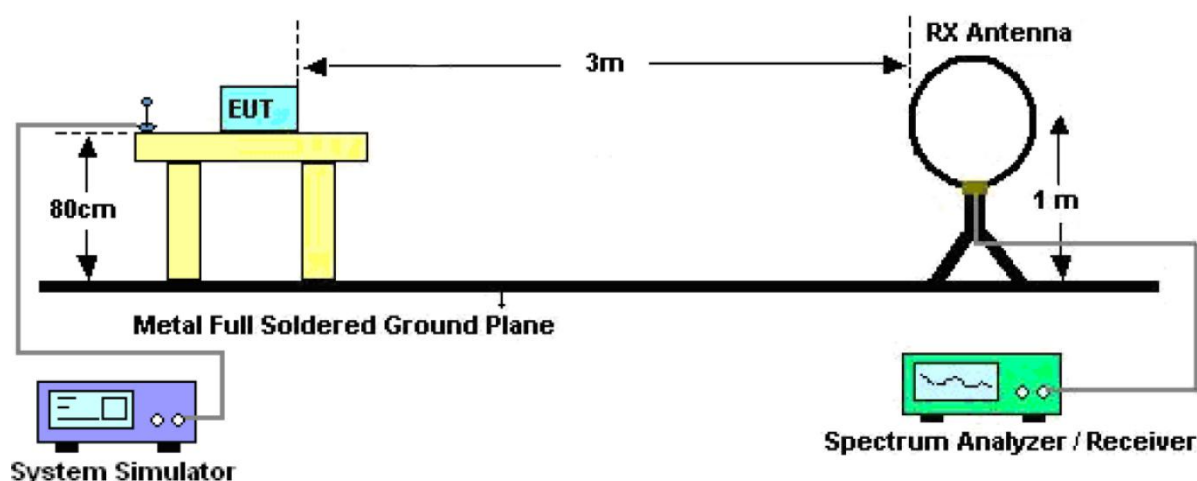 RX Antenna
3m
EUT
80cm
1 m
Metal Full Soldered Ground Plane
Spectrum Analyzer / Receiver
System Simulator